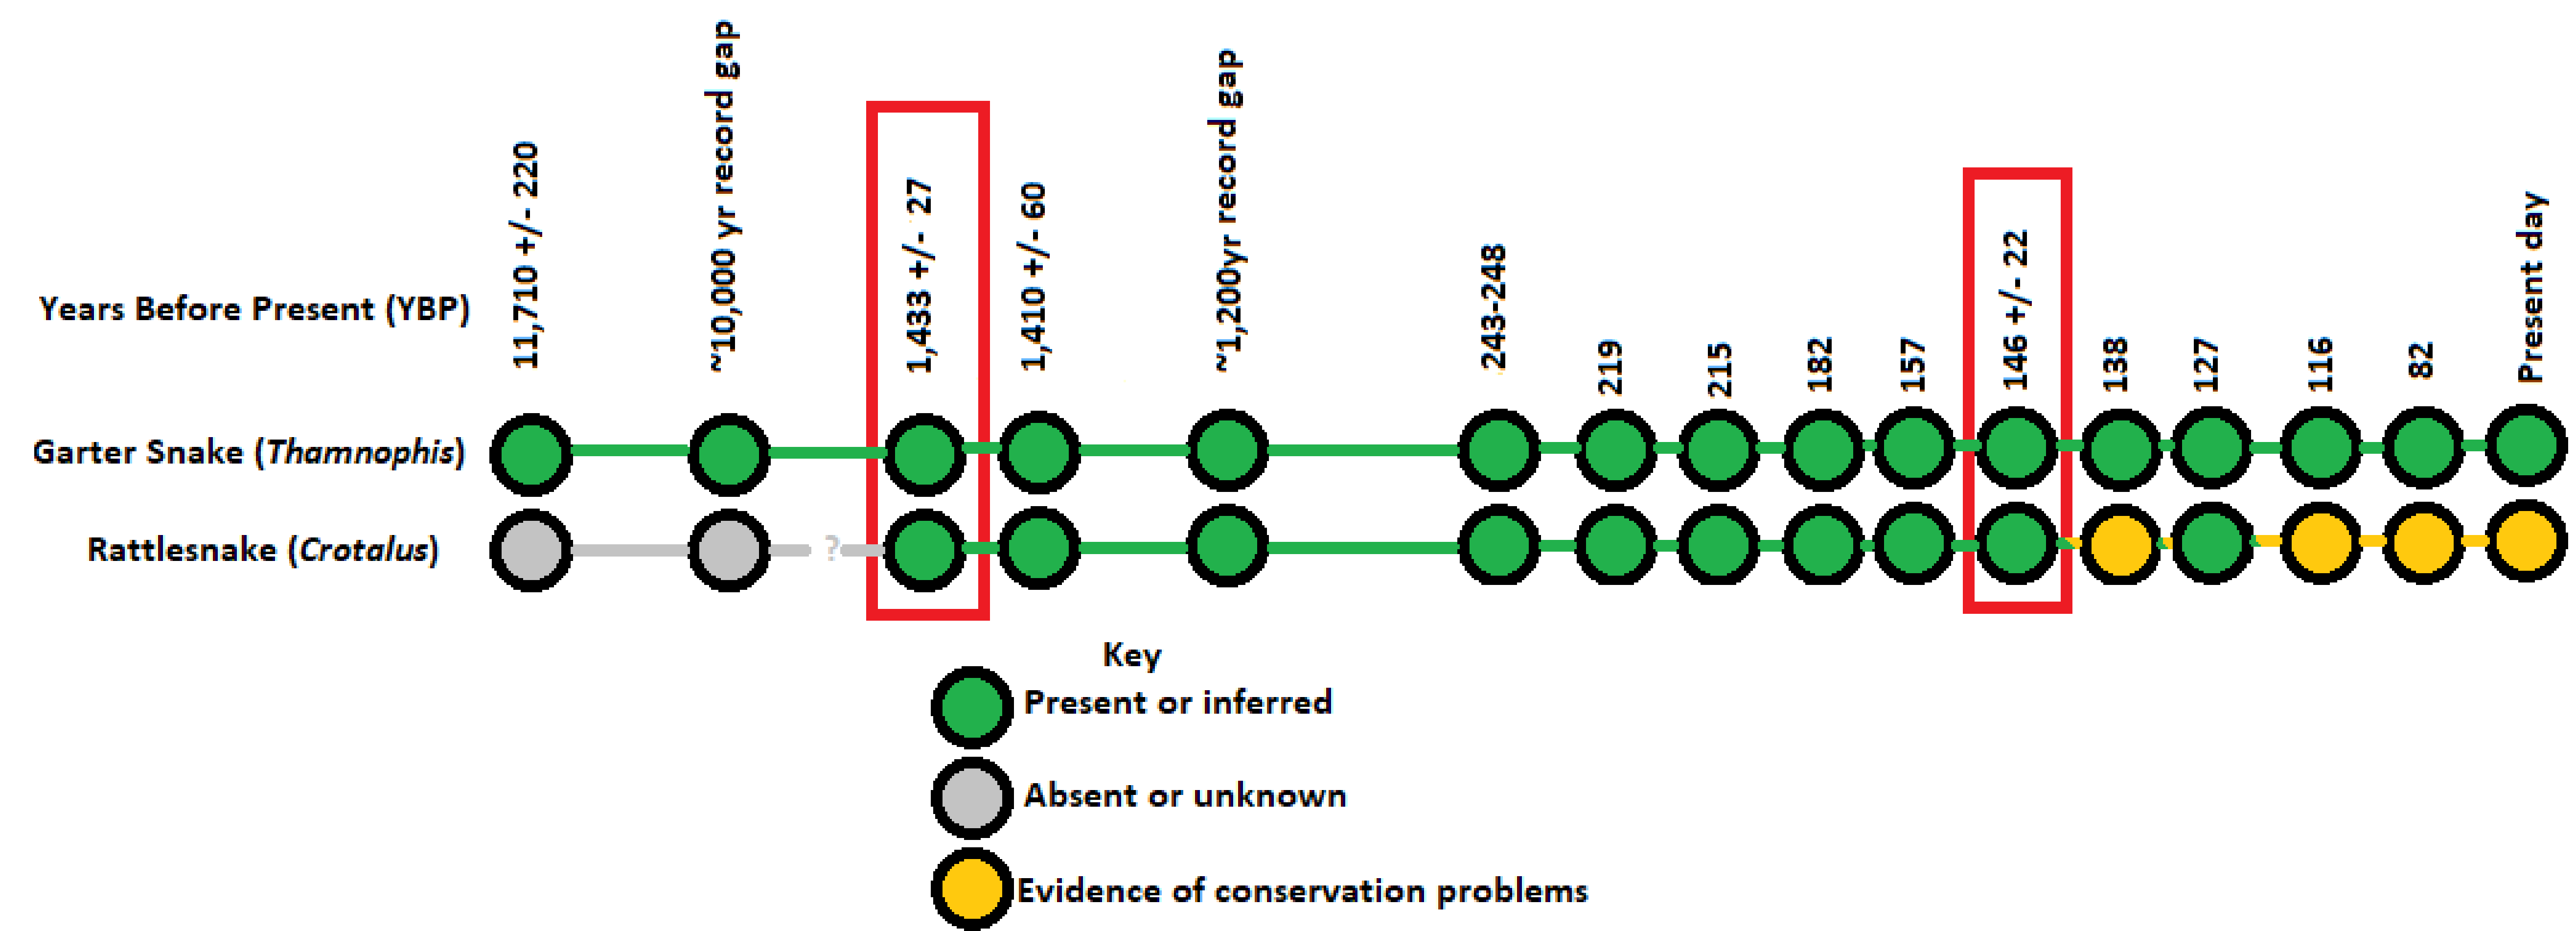 11,710 +/- 220
~10,000 yr record gap
1,433 +/- 27
1,410 +/- 60
~1,200yr record gap
243-248
219
215
182
157
146 +/- 22
138
127
116
82
Present day
Years Before Present (YBP)
Garter Snake (Thamnophis)
Rattlesnake (Crotalus)
?
Key
Present or inferred
Absent or unknown
Evidence of conservation problems